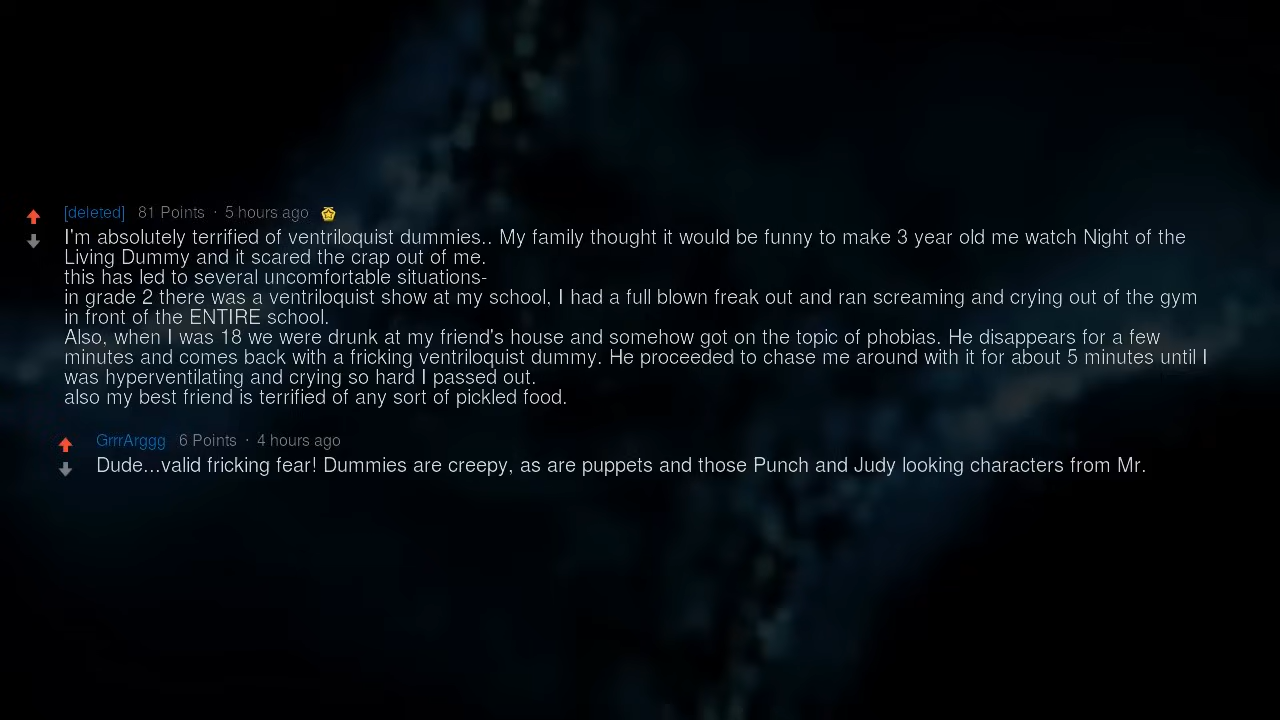 [deleted] 81 Points · 5 hours ago
I'm absolutely terrified of ventriloquist dummies.. My family thought it would be funny to make 3 year old me watch Night of the
Living Dummy and it scared the crap out of me.
this has led to several uncomfortable situations-
in grade 2 there was a ventriloquist show at my school, I had a full blown freak out and ran screaming and crying out of the gym
in front of the ENTIRE school.
Also, when I was 18 we were drunk at my friend's house and somehow got on the topic of phobias. He disappears for a few
minutes and comes back with a fricking ventriloquist dummy. He proceeded to chase me around with it for about 5 minutes until I
was hyperventilating and crying so hard I passed out.
also my best friend is terrified of any sort of pickled food.
GrrrArggg 6 Points · 4 hours ago
Dude...valid fricking fear! Dummies are creepy, as are puppets and those Punch and Judy looking characters from Mr.